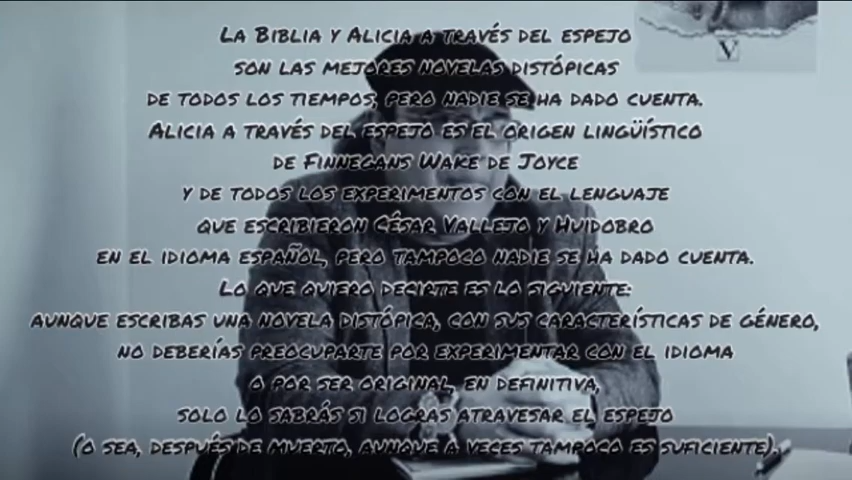 La Biblia y Alicia a través del espejo
son las mejores novelas distópicas
de todos los tiempos, pero nadie se ha dado cuenta.
Alicia a través del espejo es el origen lingüístico
de Finnegans Wake de Joyce
y de todos los experimentos con el lenguaje
que escribieron César Vallejo y Huidobro
en el idioma español, pero tampoco nadie se ha dado cuenta.
Lo que quiero decirte es lo siguiente:
aunque escribas una novela distópica, con sus características de género,
no deberías preocuparte por experimentar con el idioma
o por ser original, en definitiva,
solo lo sabrás si logras atravesar el espejo
(o sea, después de muerto, aunque a veces tampoco es suficiente).
V